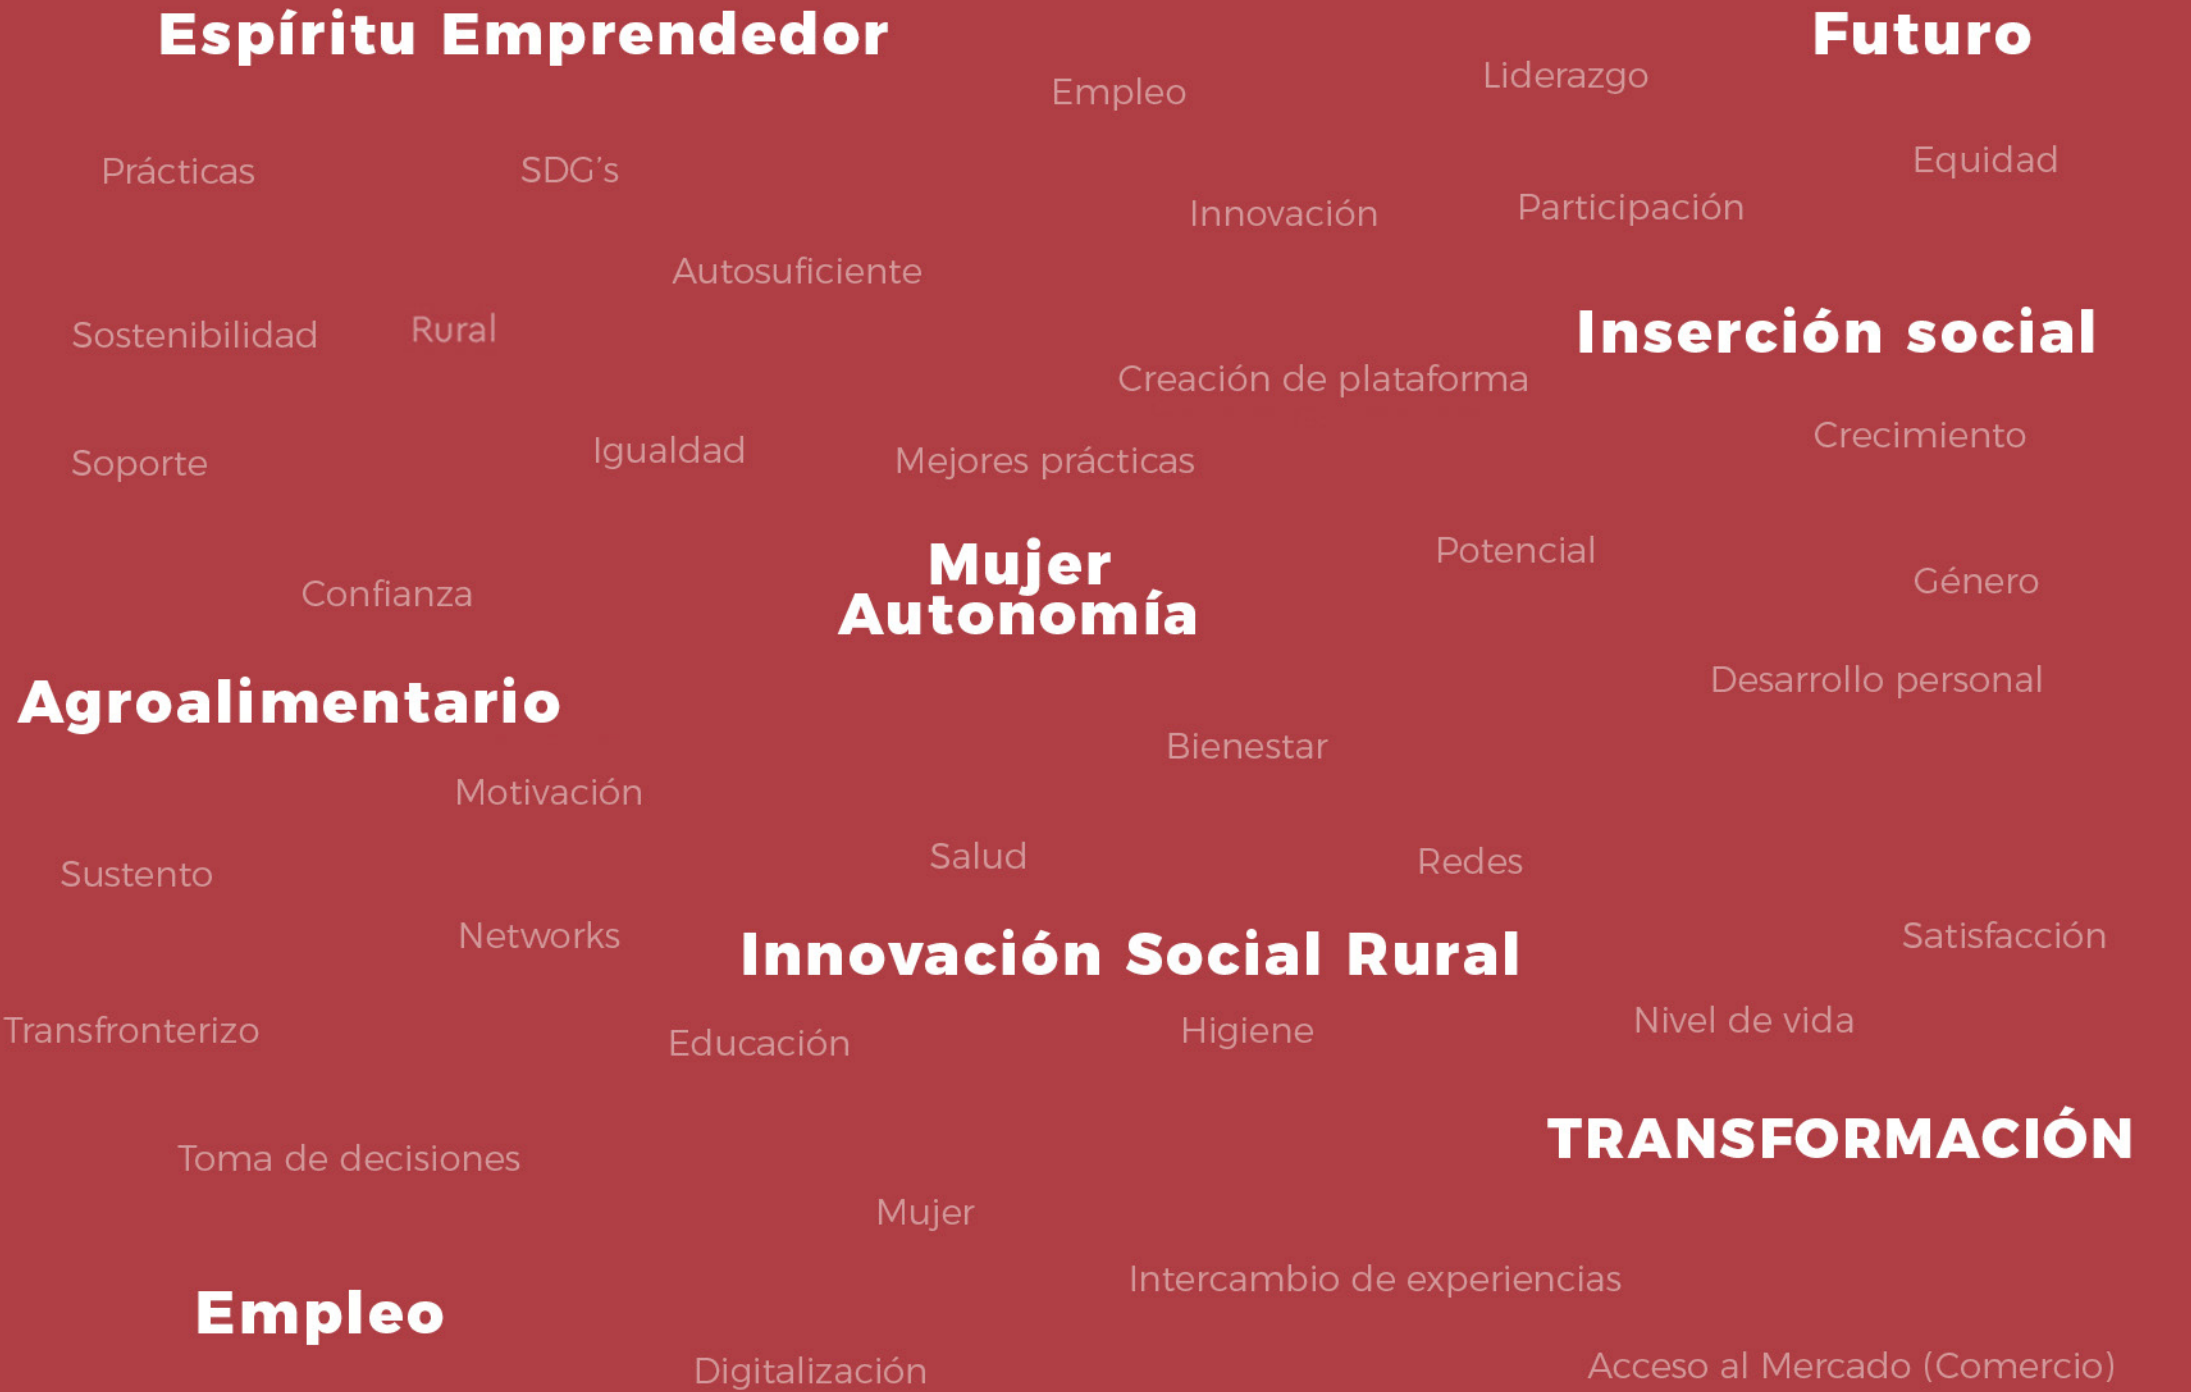 Espíritu Emprendedor
Futuro
Liderazgo
Empleo
Equidad
Prácticas
SDG’s
Participación
Innovación
Autosuficiente
Rural
Sostenibilidad
Inserción social
Creación de plataforma
Crecimiento
Igualdad
Mejores prácticas
Soporte
Potencial
Mujer
Autonomía
Género
Confianza
Desarrollo personal
Agroalimentario
Bienestar
Motivación
Salud
Redes
Sustento
Networks
Satisfacción
Innovación Social Rural
Nivel de vida
Transfronterizo
Higiene
Educación
TRANSFORMACIÓN
Toma de decisiones
Mujer
Intercambio de experiencias
Empleo
Acceso al Mercado (Comercio)
Digitalización